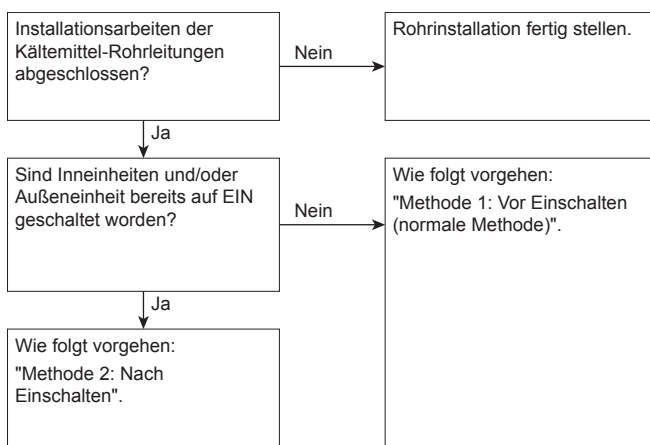 Installationsarbeiten der
Kältemittel-Rohrleitungen
abgeschlossen?
Nein
Rohrinstallation fertig stellen.
Ja
Sind Inneinheiten und/oder
Außeneinheit bereits auf EIN
geschaltet worden?
Nein
Wie folgt vorgehen:
"Methode 1: Vor Einschalten
(normale Methode)".
Ja
Wie folgt vorgehen:
"Methode 2: Nach
Einschalten".